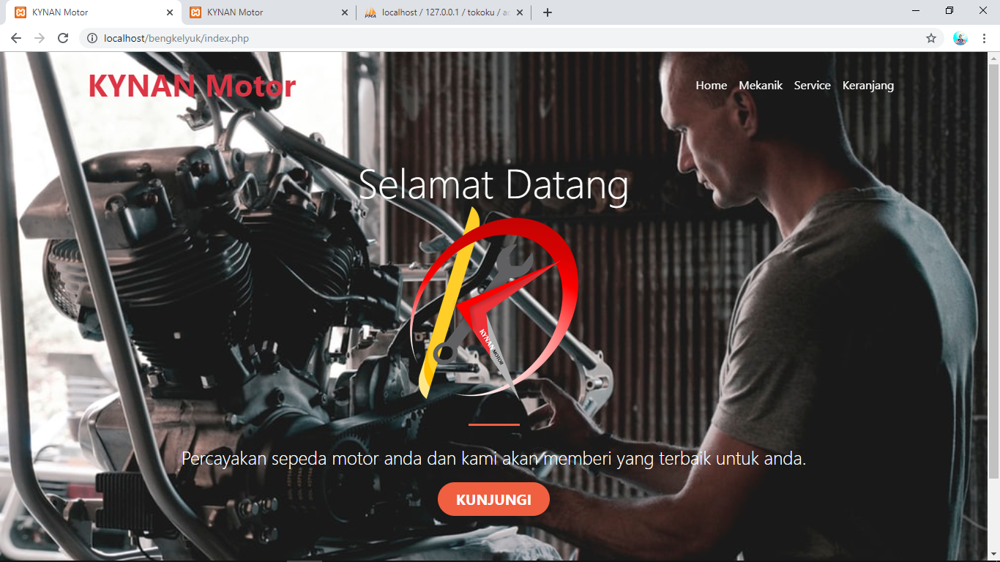 KYNAN Motor
KYNAN Motor
localhost / 127.0.0.1 / tokoku / ac
localhost/bengkelyuk/index.php
KYNAN Motor
Home Mekanik Service Keranjang
Selamat Datang
KYNAN MOTOR
Percayakan sepeda motor anda dan kami akan memberi yang terbaik untuk anda.
KUNJUNGI